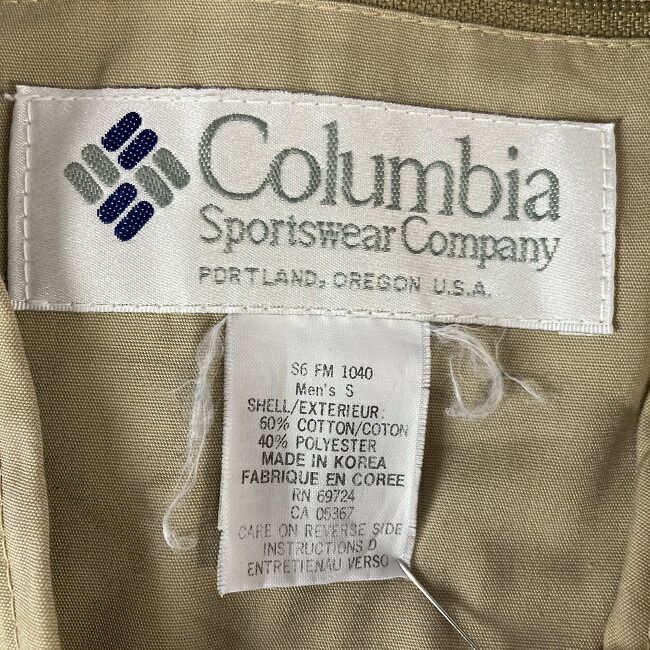 Columbia
Sportswear Company
PORTLAND, OREGON U.S.A.
S6 FM 1040
Men's S
SHELL/EXTERIEUR:
60% COTTON/COTON
40% POLYESTER
MADE IN KOREA
FABRIQUE EN COREE
RN 69724
CA 05367
CARE ON REVERSE SIDE
INSTRUCTIONS D
ENTRETIENAU VERSO